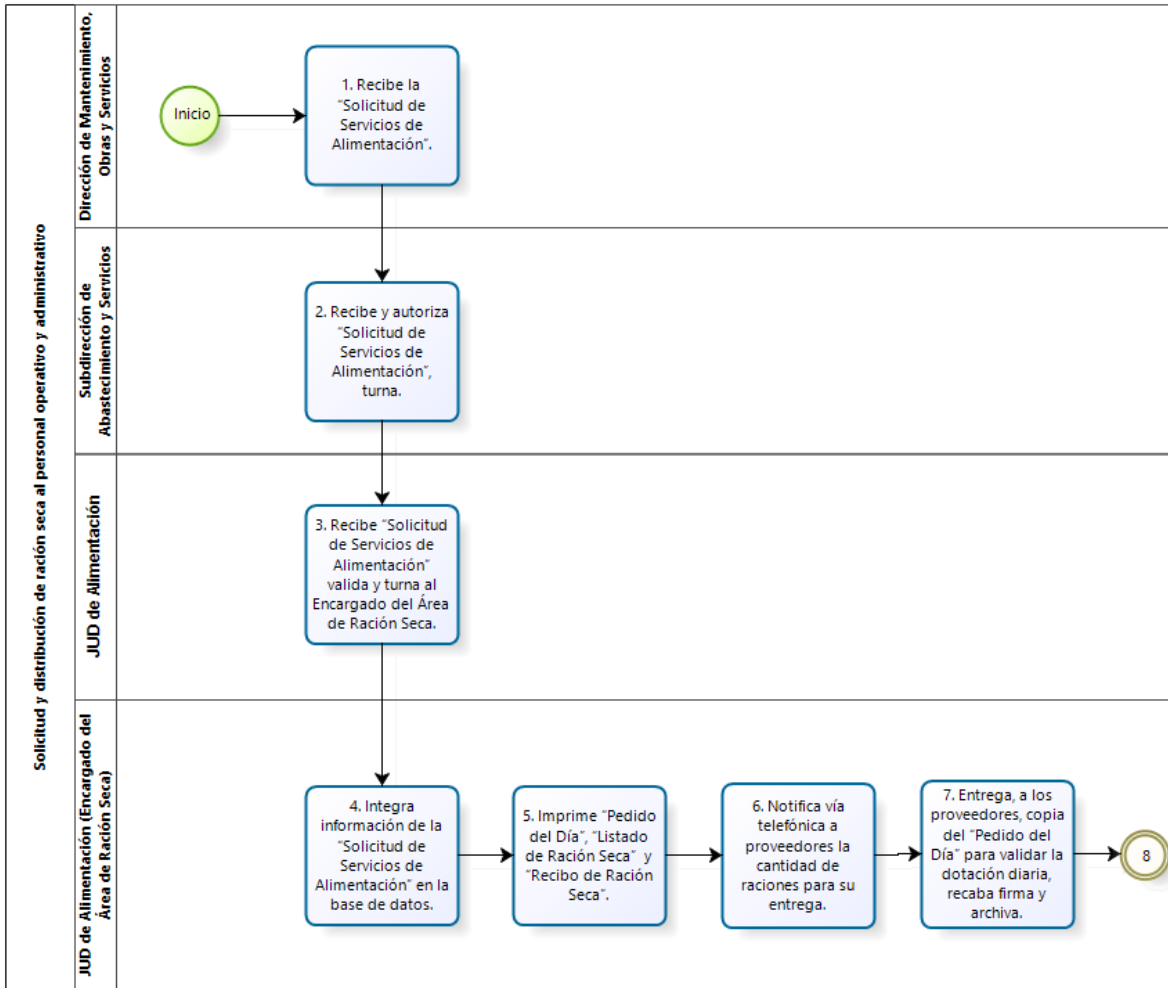 Solicitud y distribución de ración seca al personal operativo y administrativo
Dirección de Mantenimiento,
Obras y Servicios
Inicio
1. Recibe la
“Solicitud de
Servicios de
Alimentación”.
Subdirección de
Abastecimiento y Servicios
2. Recibe y autoriza
“Solicitud de
Servicios de
Alimentación”,
turna.
JUD de Alimentación
3. Recibe “Solicitud
de Servicios de
Alimentación”
valida y turna al
Encargado del Área
de Ración Seca.
JUD de Alimentación (Encargado del
Área de Ración Seca)
4. Integra
información de la
“Solicitud de
Servicios de
Alimentación” en la
base de datos.
5. Imprime “Pedido
del Día”, “Listado
de Ración Seca” y
“Recibo de Ración
Seca”.
6. Notifica vía
telefónica a
proveedores la
cantidad de
raciones para su
entrega.
7. Entrega, a los
proveedores, copia
del “Pedido del
Día” para validar la
dotación diaria,
recaba firma y
archiva.
8